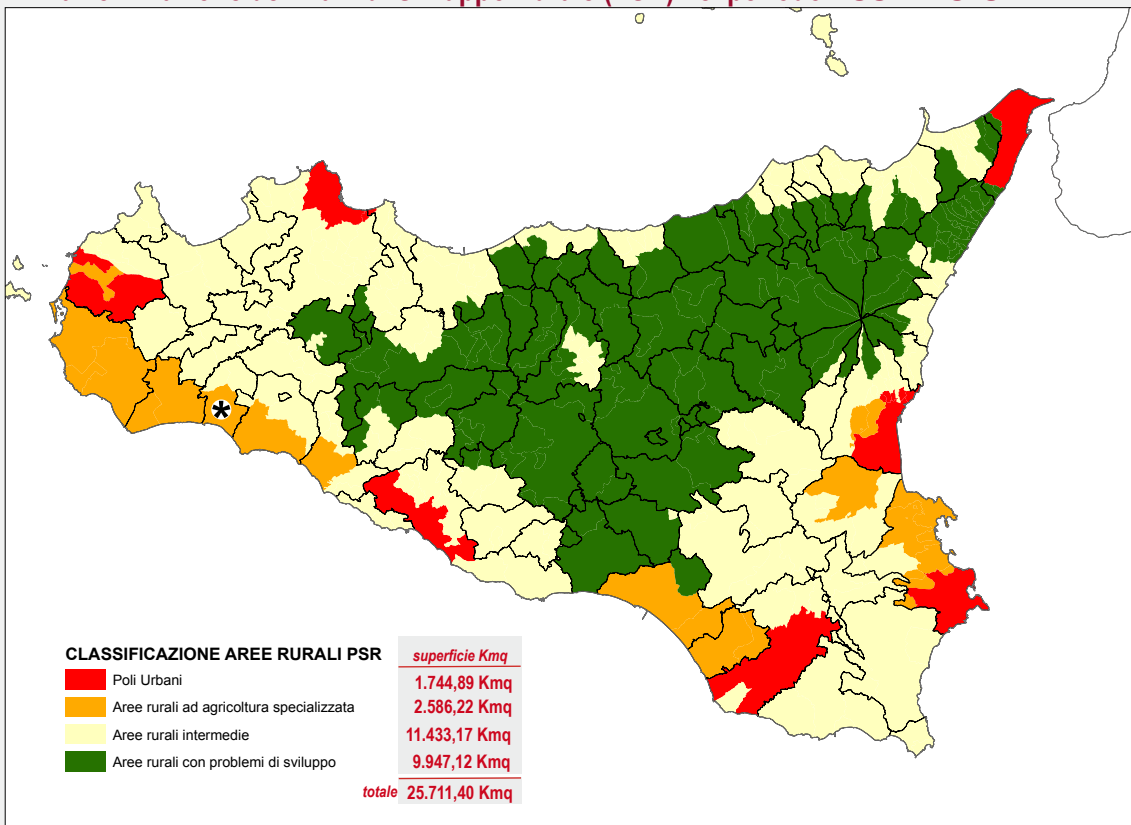 CLASSIFICAZIONE AREE RURALI PSR superficie Kmq
Poli Urbani 1.744,89 Kmq
Aree rurali ad agricoltura specializzata 2.586,22 Kmq
Aree rurali intermedie 11.433,17 Kmq
Aree rurali con problemi di sviluppo 9.947,12 Kmq
totale 25.711,40 Kmq
*